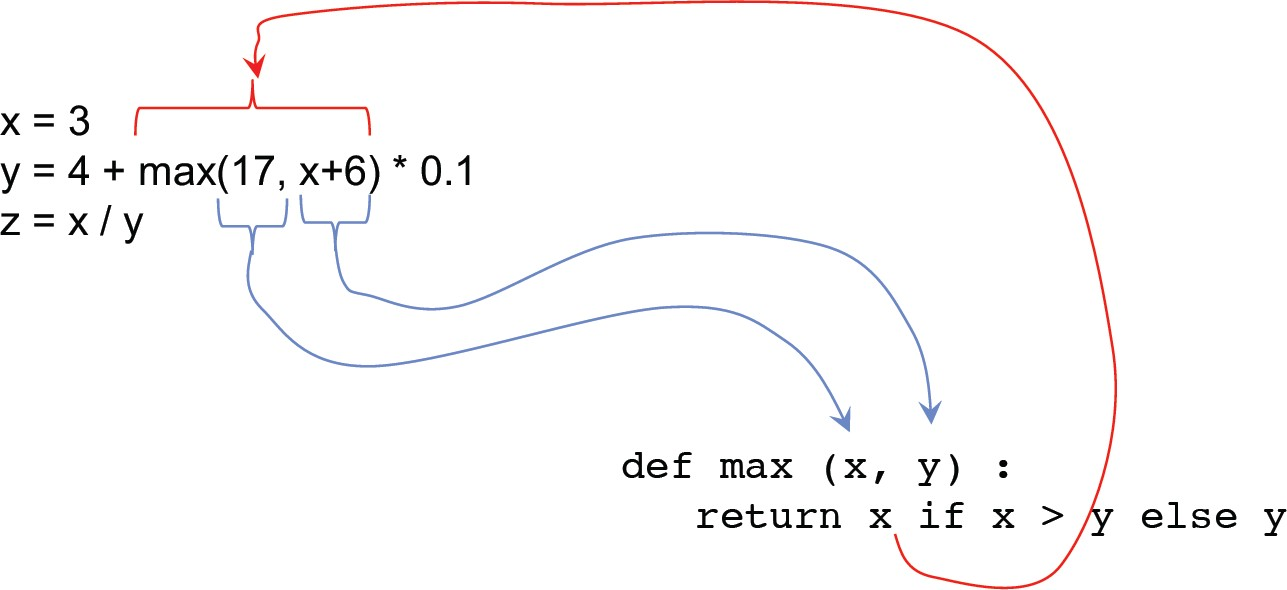 x = 3
y = 4 + max(17, x+6) * 0.1
z = x / y
def max (x, y) :
return x if x > y else y